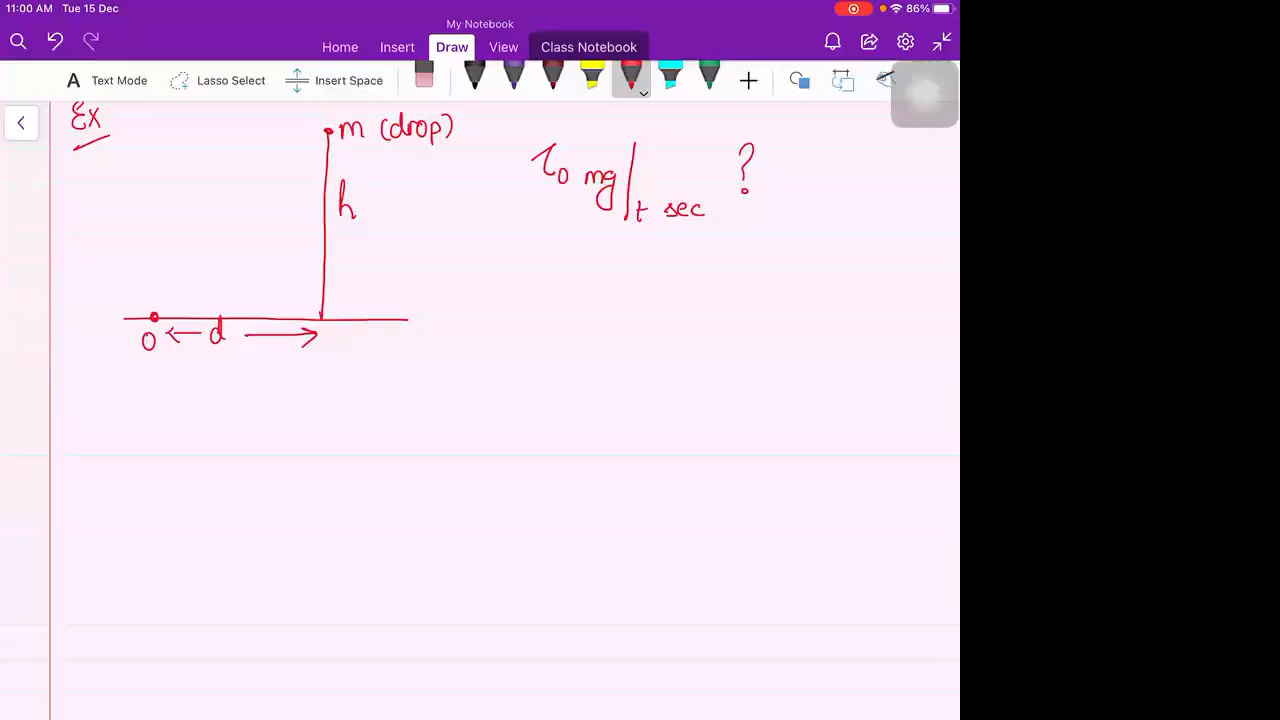 11:00 AM Tue 15 Dec
86%
My Notebook
Home Insert Draw View Class Notebook
A Text Mode Lasso Select Insert Space
Ex
m (drop)
τ₀ mg | t sec ?
h
O ← d →